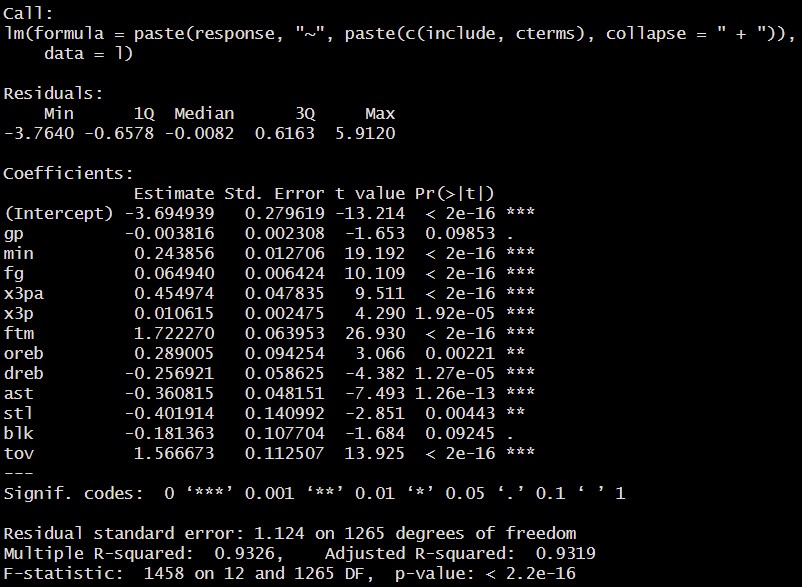 Call:
lm(formula = paste(response, "~", paste(c(include, cterms), collapse = " + ")),
    data = l)
Residuals:
    Min      1Q  Median      3Q     Max
-3.7640 -0.6578 -0.0082  0.6163  5.9120
Coefficients:
             Estimate Std. Error t value Pr(>|t|)
(Intercept) -3.694939   0.279619 -13.214  < 2e-16 ***
gp          -0.003816   0.002308  -1.653  0.09853 .
min          0.243856   0.012706  19.192  < 2e-16 ***
fg           0.064940   0.006424  10.109  < 2e-16 ***
x3pa         0.454974   0.047835   9.511  < 2e-16 ***
x3p          0.010615   0.002475   4.290 1.92e-05 ***
ftm          1.722270   0.063953  26.930  < 2e-16 ***
oreb         0.289005   0.094254   3.066  0.00221 **
dreb        -0.256921   0.058625  -4.382 1.27e-05 ***
ast         -0.360815   0.048151  -7.493 1.26e-13 ***
stl         -0.401914   0.140992  -2.851  0.00443 **
blk         -0.181363   0.107704  -1.684  0.09245 .
tov          1.566673   0.112507  13.925  < 2e-16 ***
---
Signif. codes:  0 ‘***’ 0.001 ‘**’ 0.01 ‘*’ 0.05 ‘.’ 0.1 ‘ ’ 1
Residual standard error: 1.124 on 1265 degrees of freedom
Multiple R-squared:  0.9326,    Adjusted R-squared:  0.9319
F-statistic:  1458 on 12 and 1265 DF,  p-value: < 2.2e-16